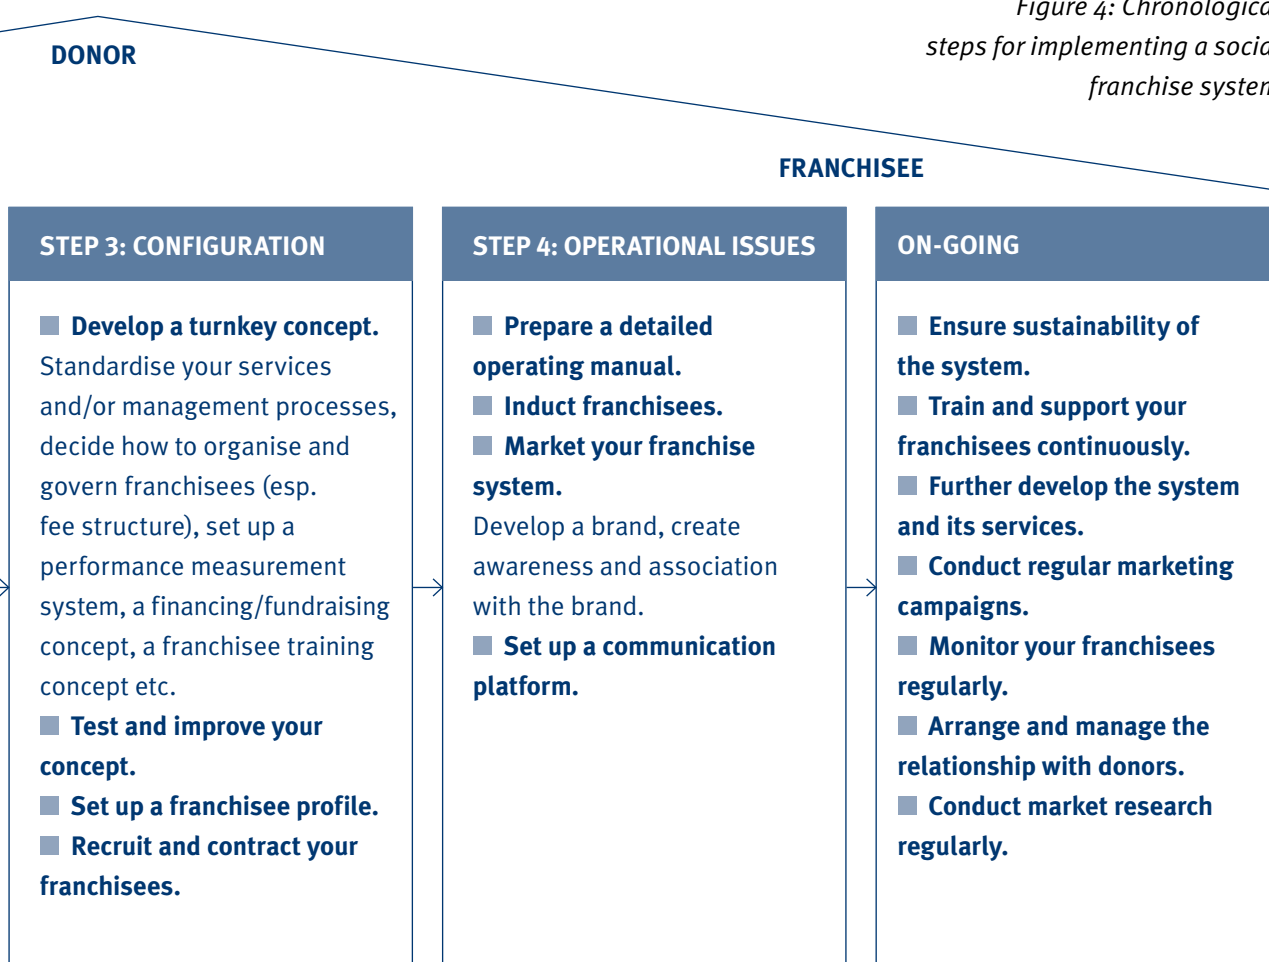 Figure 4: Chronologica
steps for implementing a socia
franchise system
DONOR
FRANCHISEE
STEP 3: CONFIGURATION
■ Develop a turnkey concept.
Standardise your services
and/or management processes,
decide how to organise and
govern franchisees (esp.
fee structure), set up a
performance measurement
system, a financing/fundraising
concept, a franchisee training
concept etc.
■ Test and improve your
concept.
■ Set up a franchisee profile.
■ Recruit and contract your
franchisees.
STEP 4: OPERATIONAL ISSUES
■ Prepare a detailed
operating manual.
■ Induct franchisees.
■ Market your franchise
system.
Develop a brand, create
awareness and association
with the brand.
■ Set up a communication
platform.
ON-GOING
■ Ensure sustainability of
the system.
■ Train and support your
franchisees continuously.
■ Further develop the system
and its services.
■ Conduct regular marketing
campaigns.
■ Monitor your franchisees
regularly.
■ Arrange and manage the
relationship with donors.
■ Conduct market research
regularly.